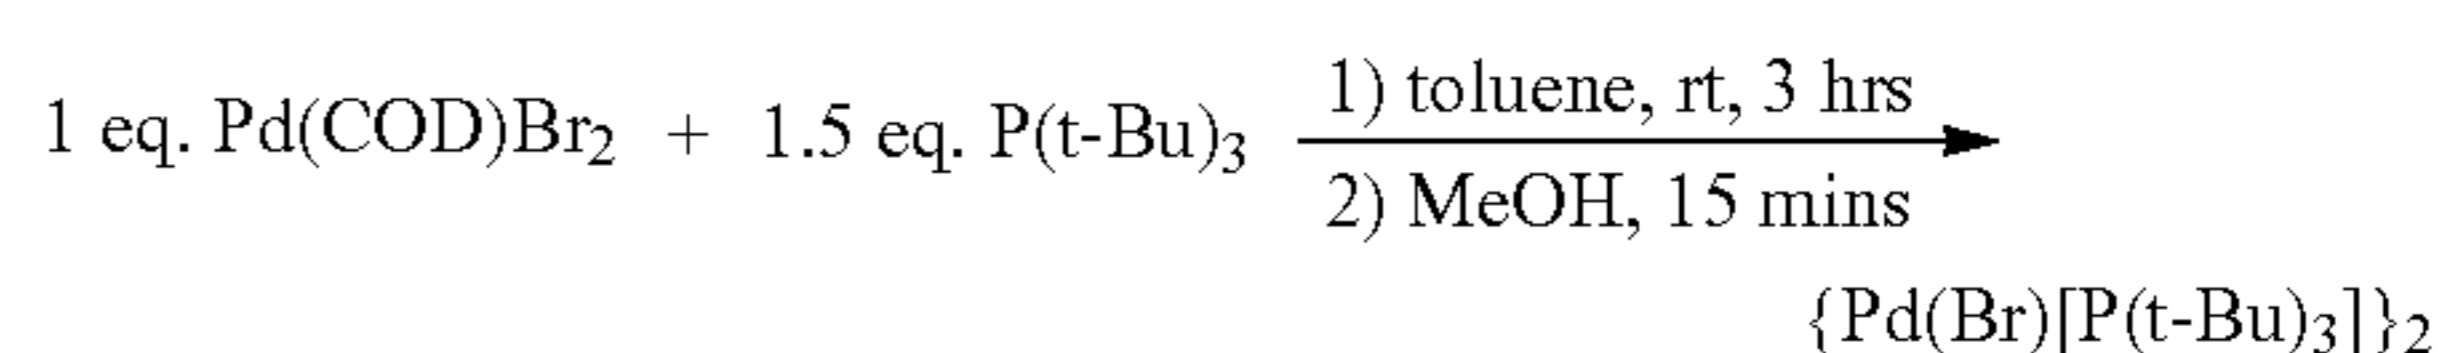 1 eq. Pd(COD)Br2 + 1.5 eq. P(t-Bu)3
1) toluene, rt, 3 hrs
2) MeOH, 15 mins
{Pd(Br)[P(t-Bu)3]}2